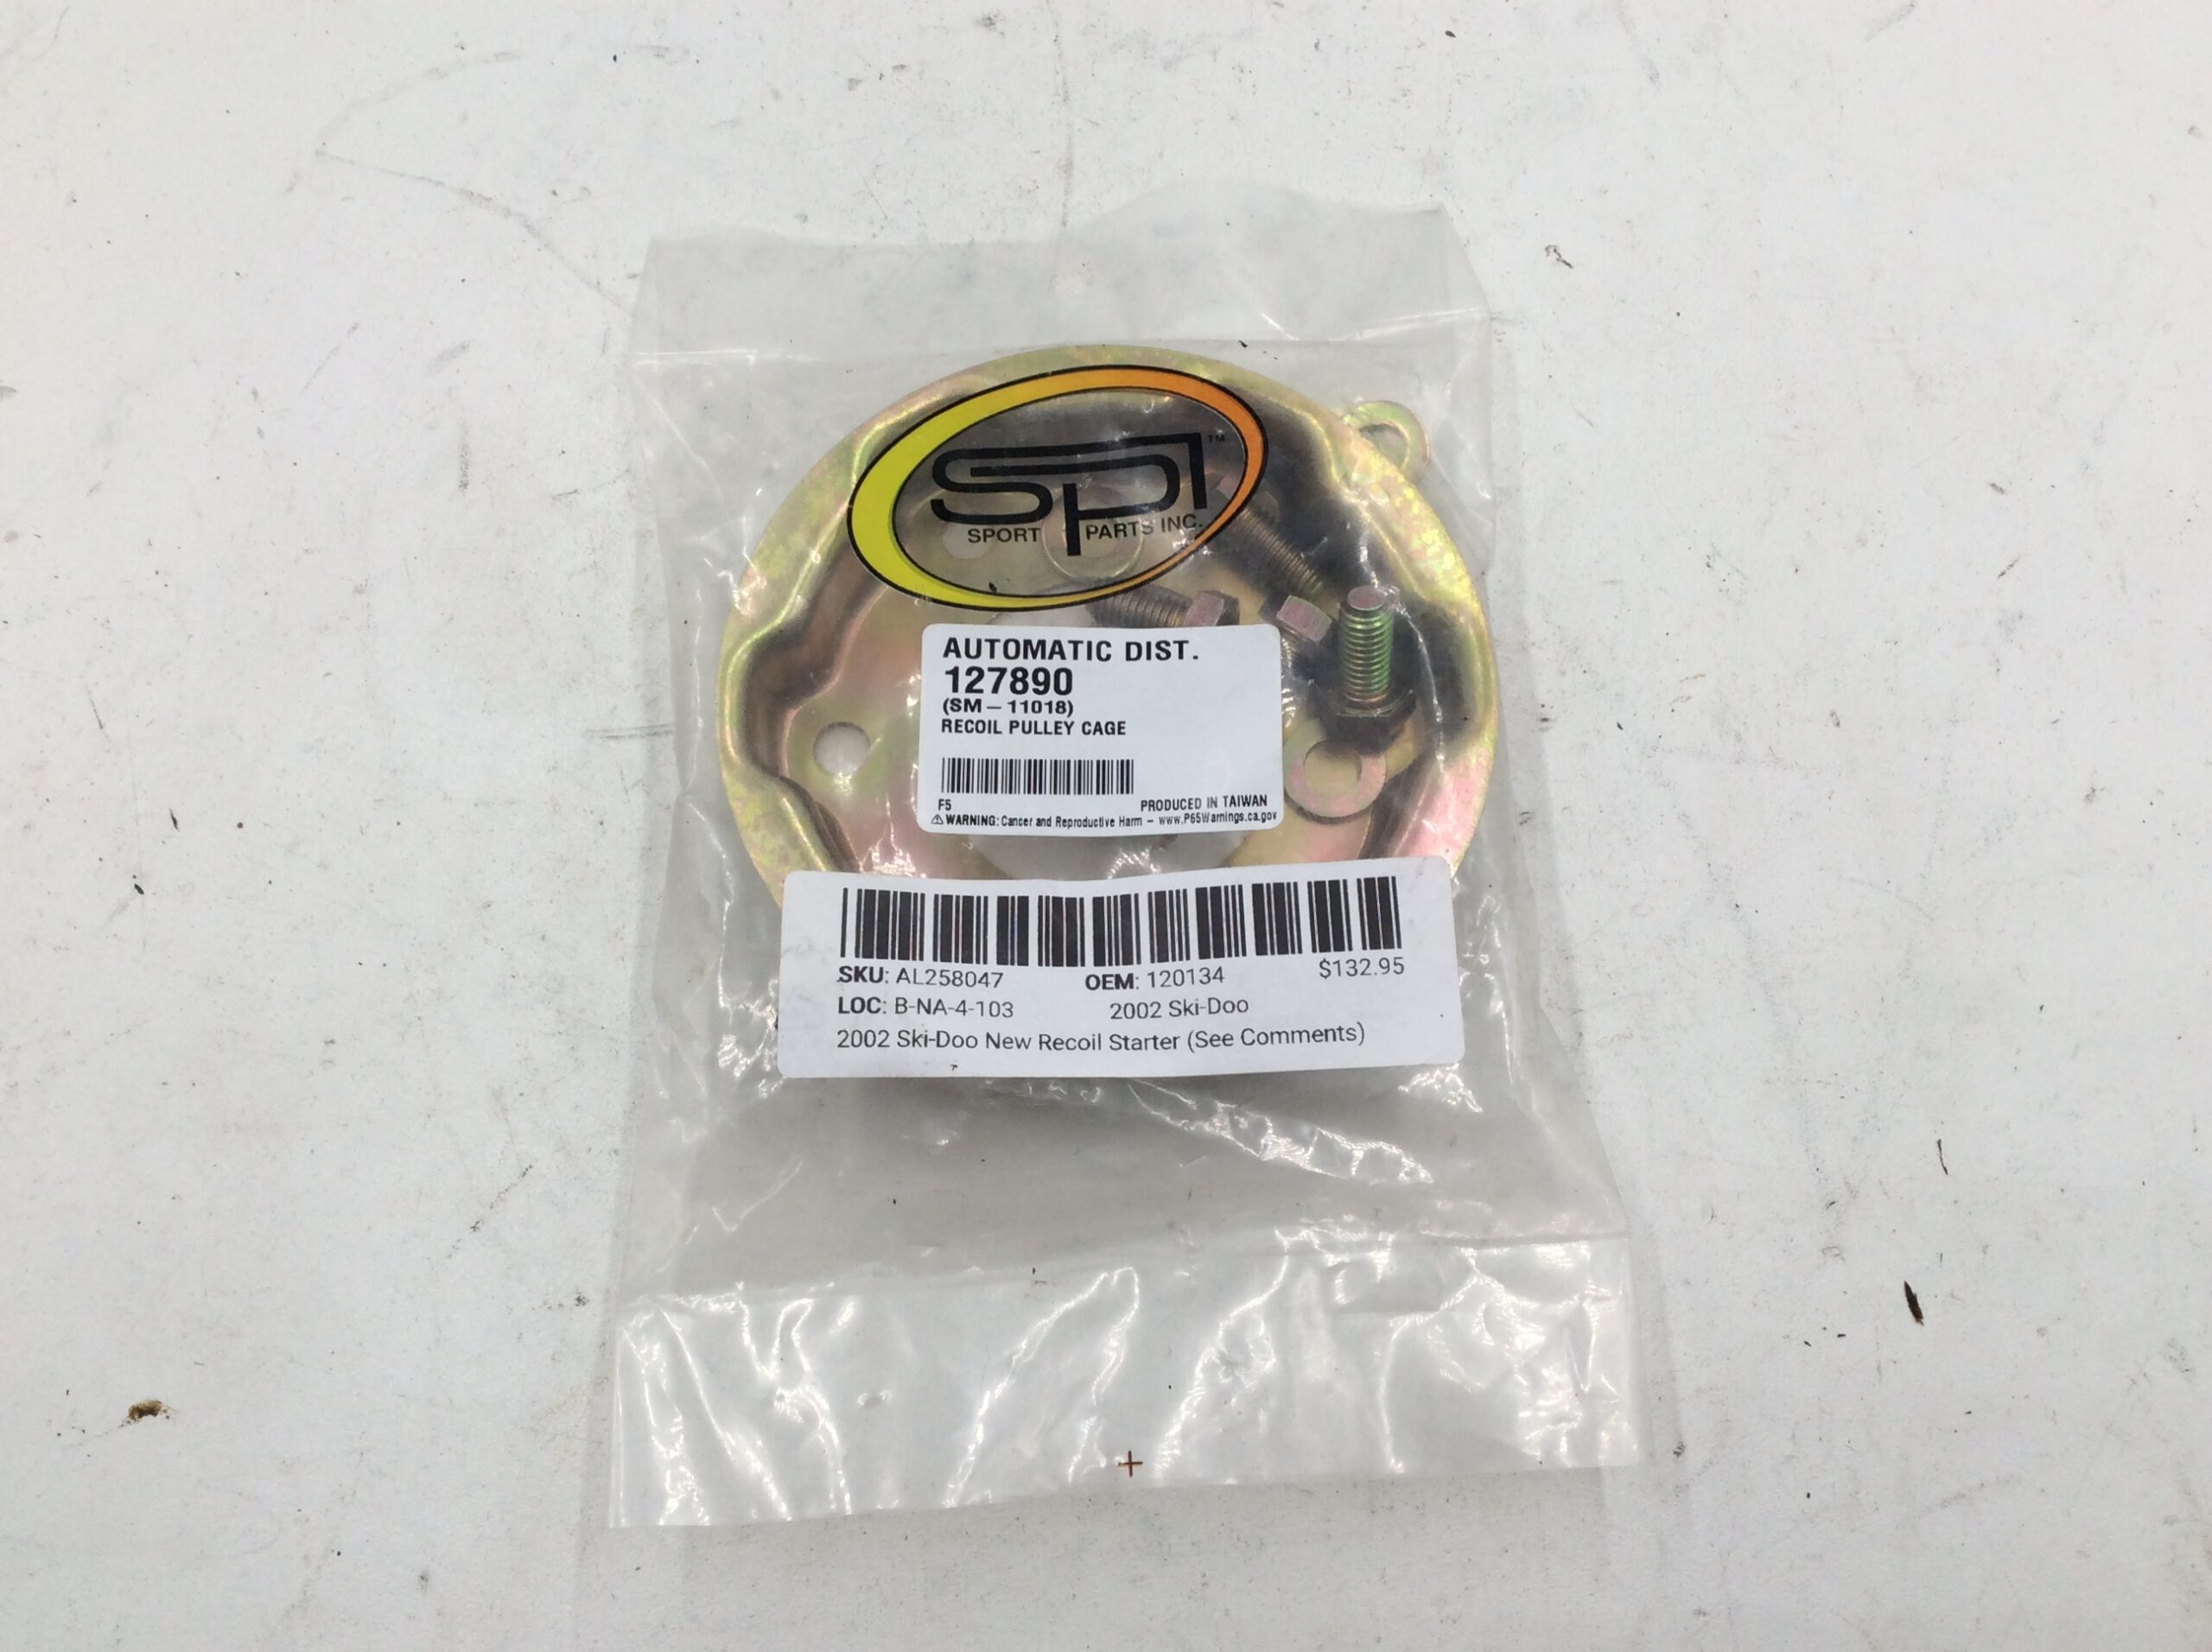 SPI™
SPORT PARTS INC.
AUTOMATIC DIST.
127890
(SM-11018)
RECOIL PULLEY CAGE
F5 PRODUCED IN TAIWAN
⚠WARNING: Cancer and Reproductive Harm - www.P65Warnings.ca.gov
SKU: AL258047 OEM: 120134 $132.95
LOC: B-NA-4-103 2002 Ski-Doo
2002 Ski-Doo New Recoil Starter (See Comments)